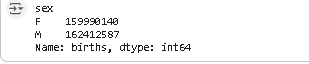 sex
F    159990140
M    162412587
Name: births, dtype: int64